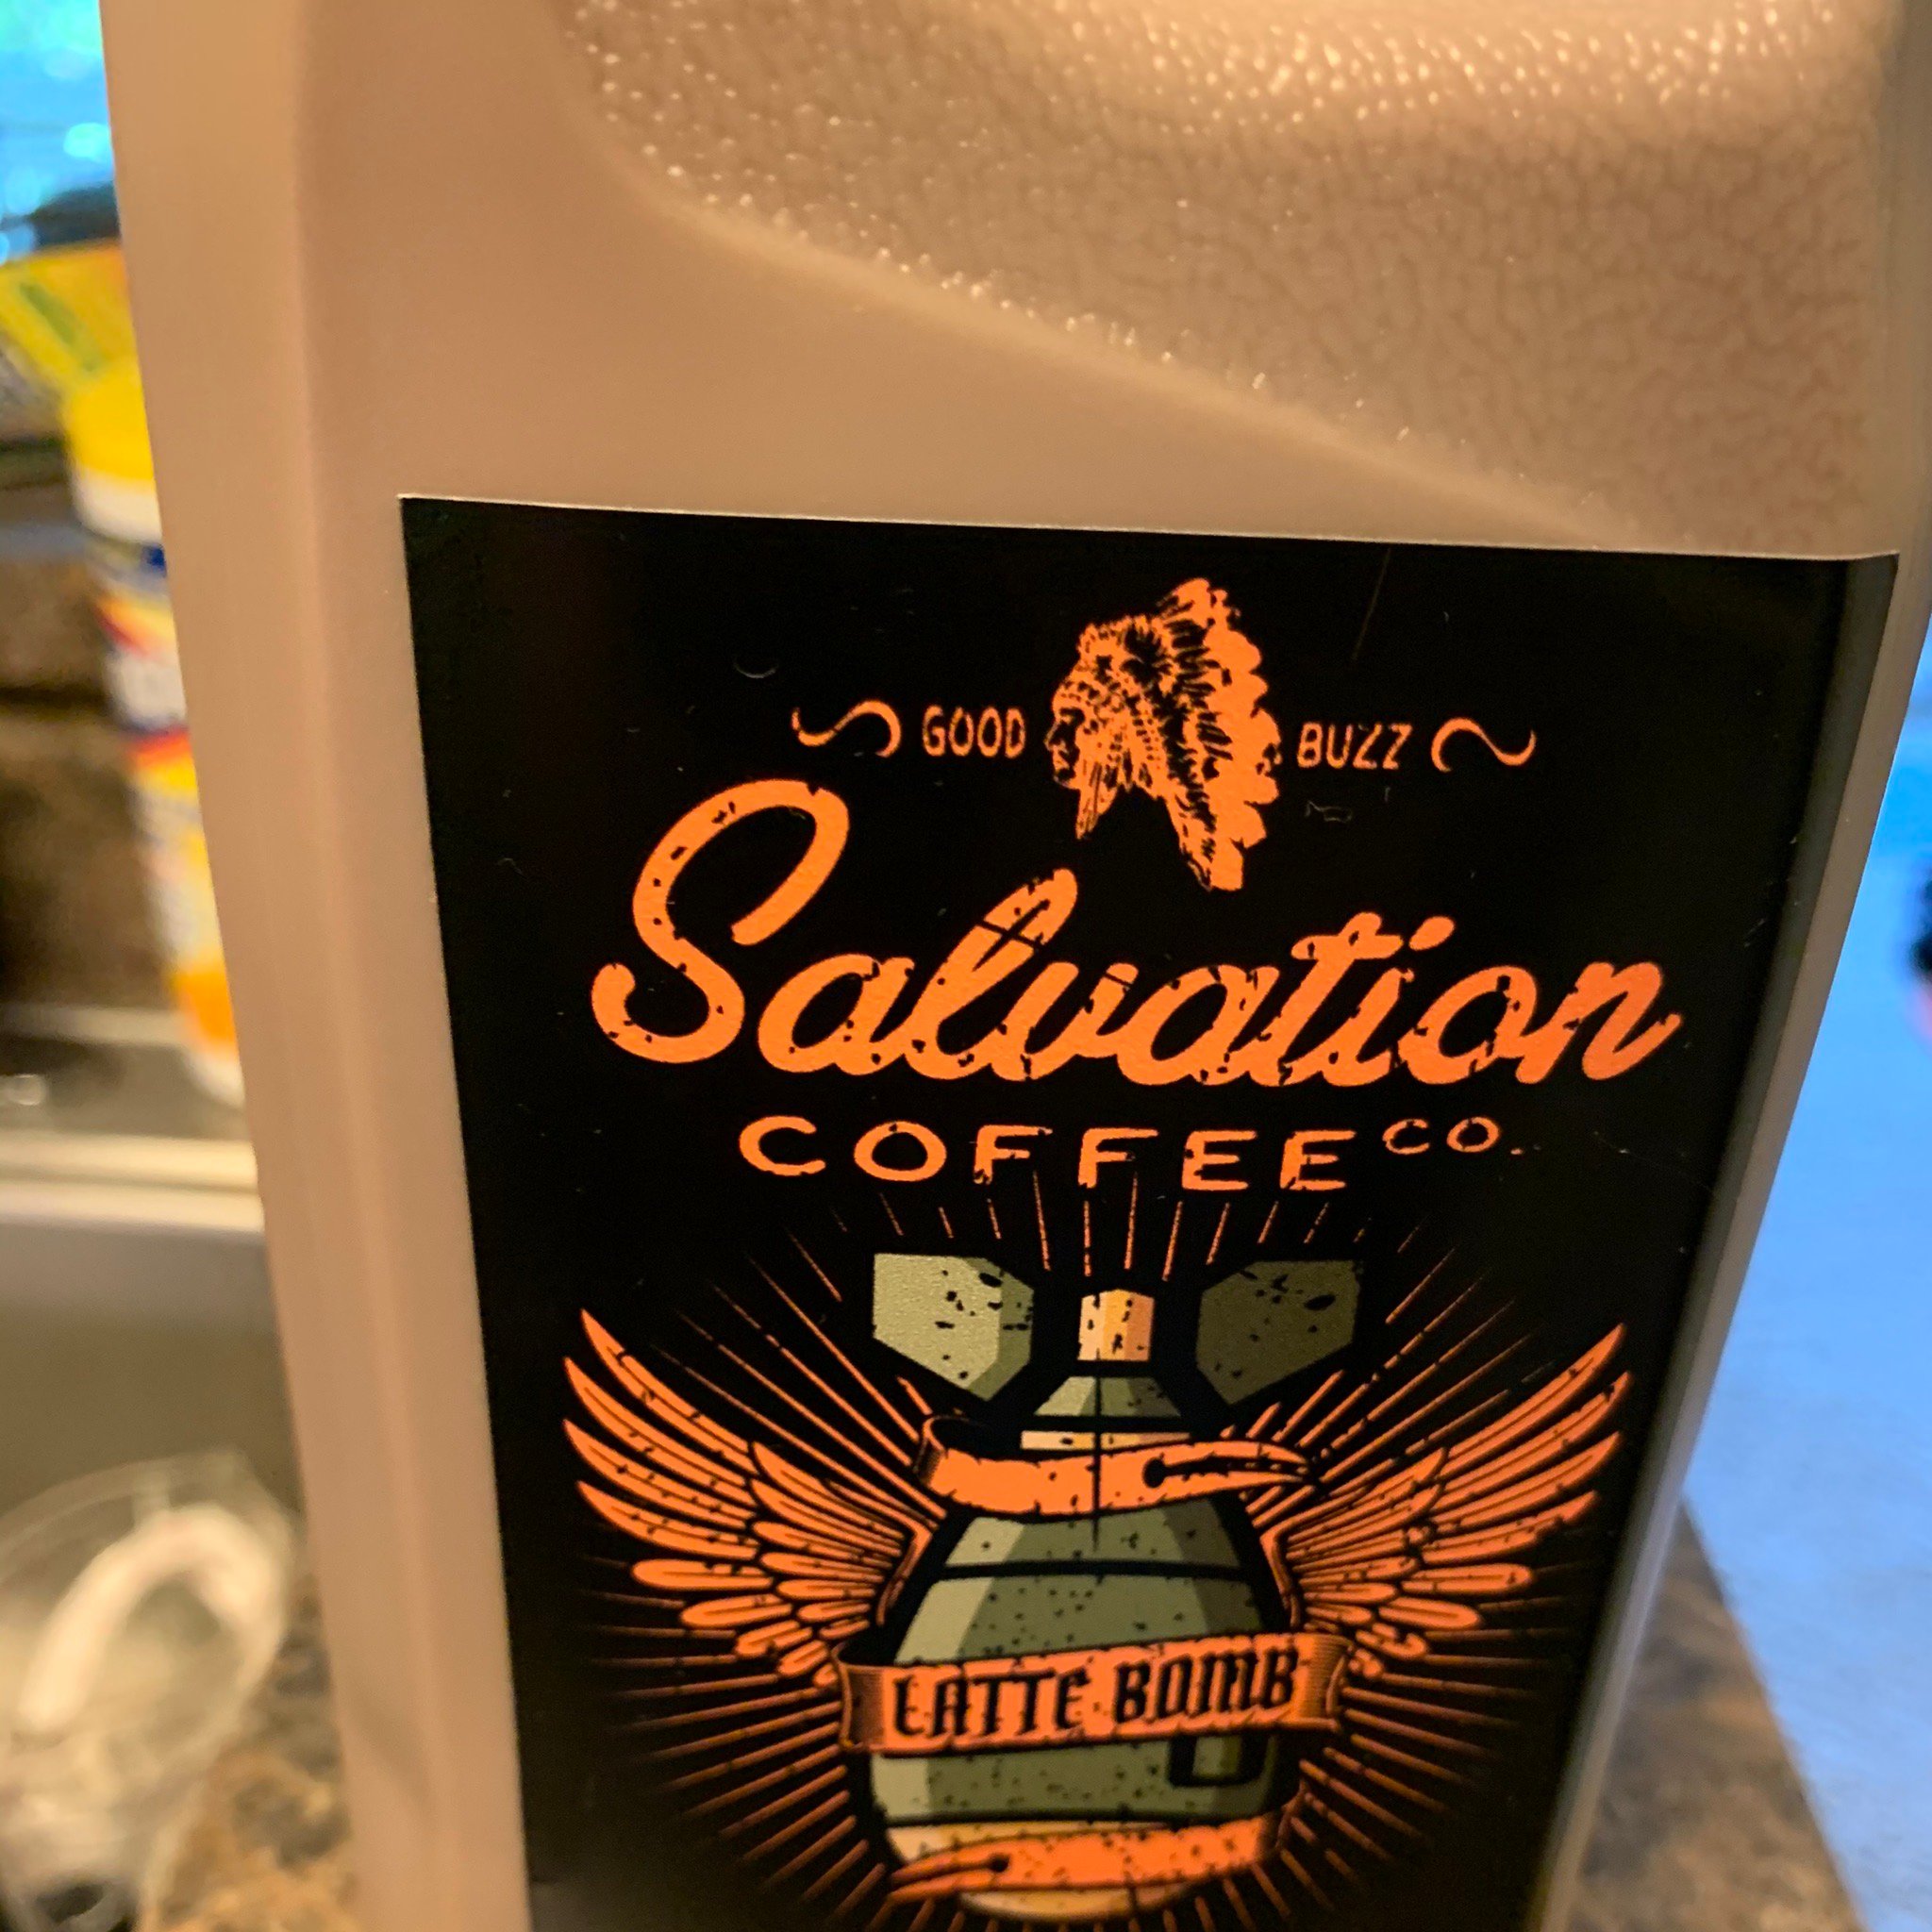 GOOD BUZZ
Salvation
COFFEE CO.
LATTE BOMB